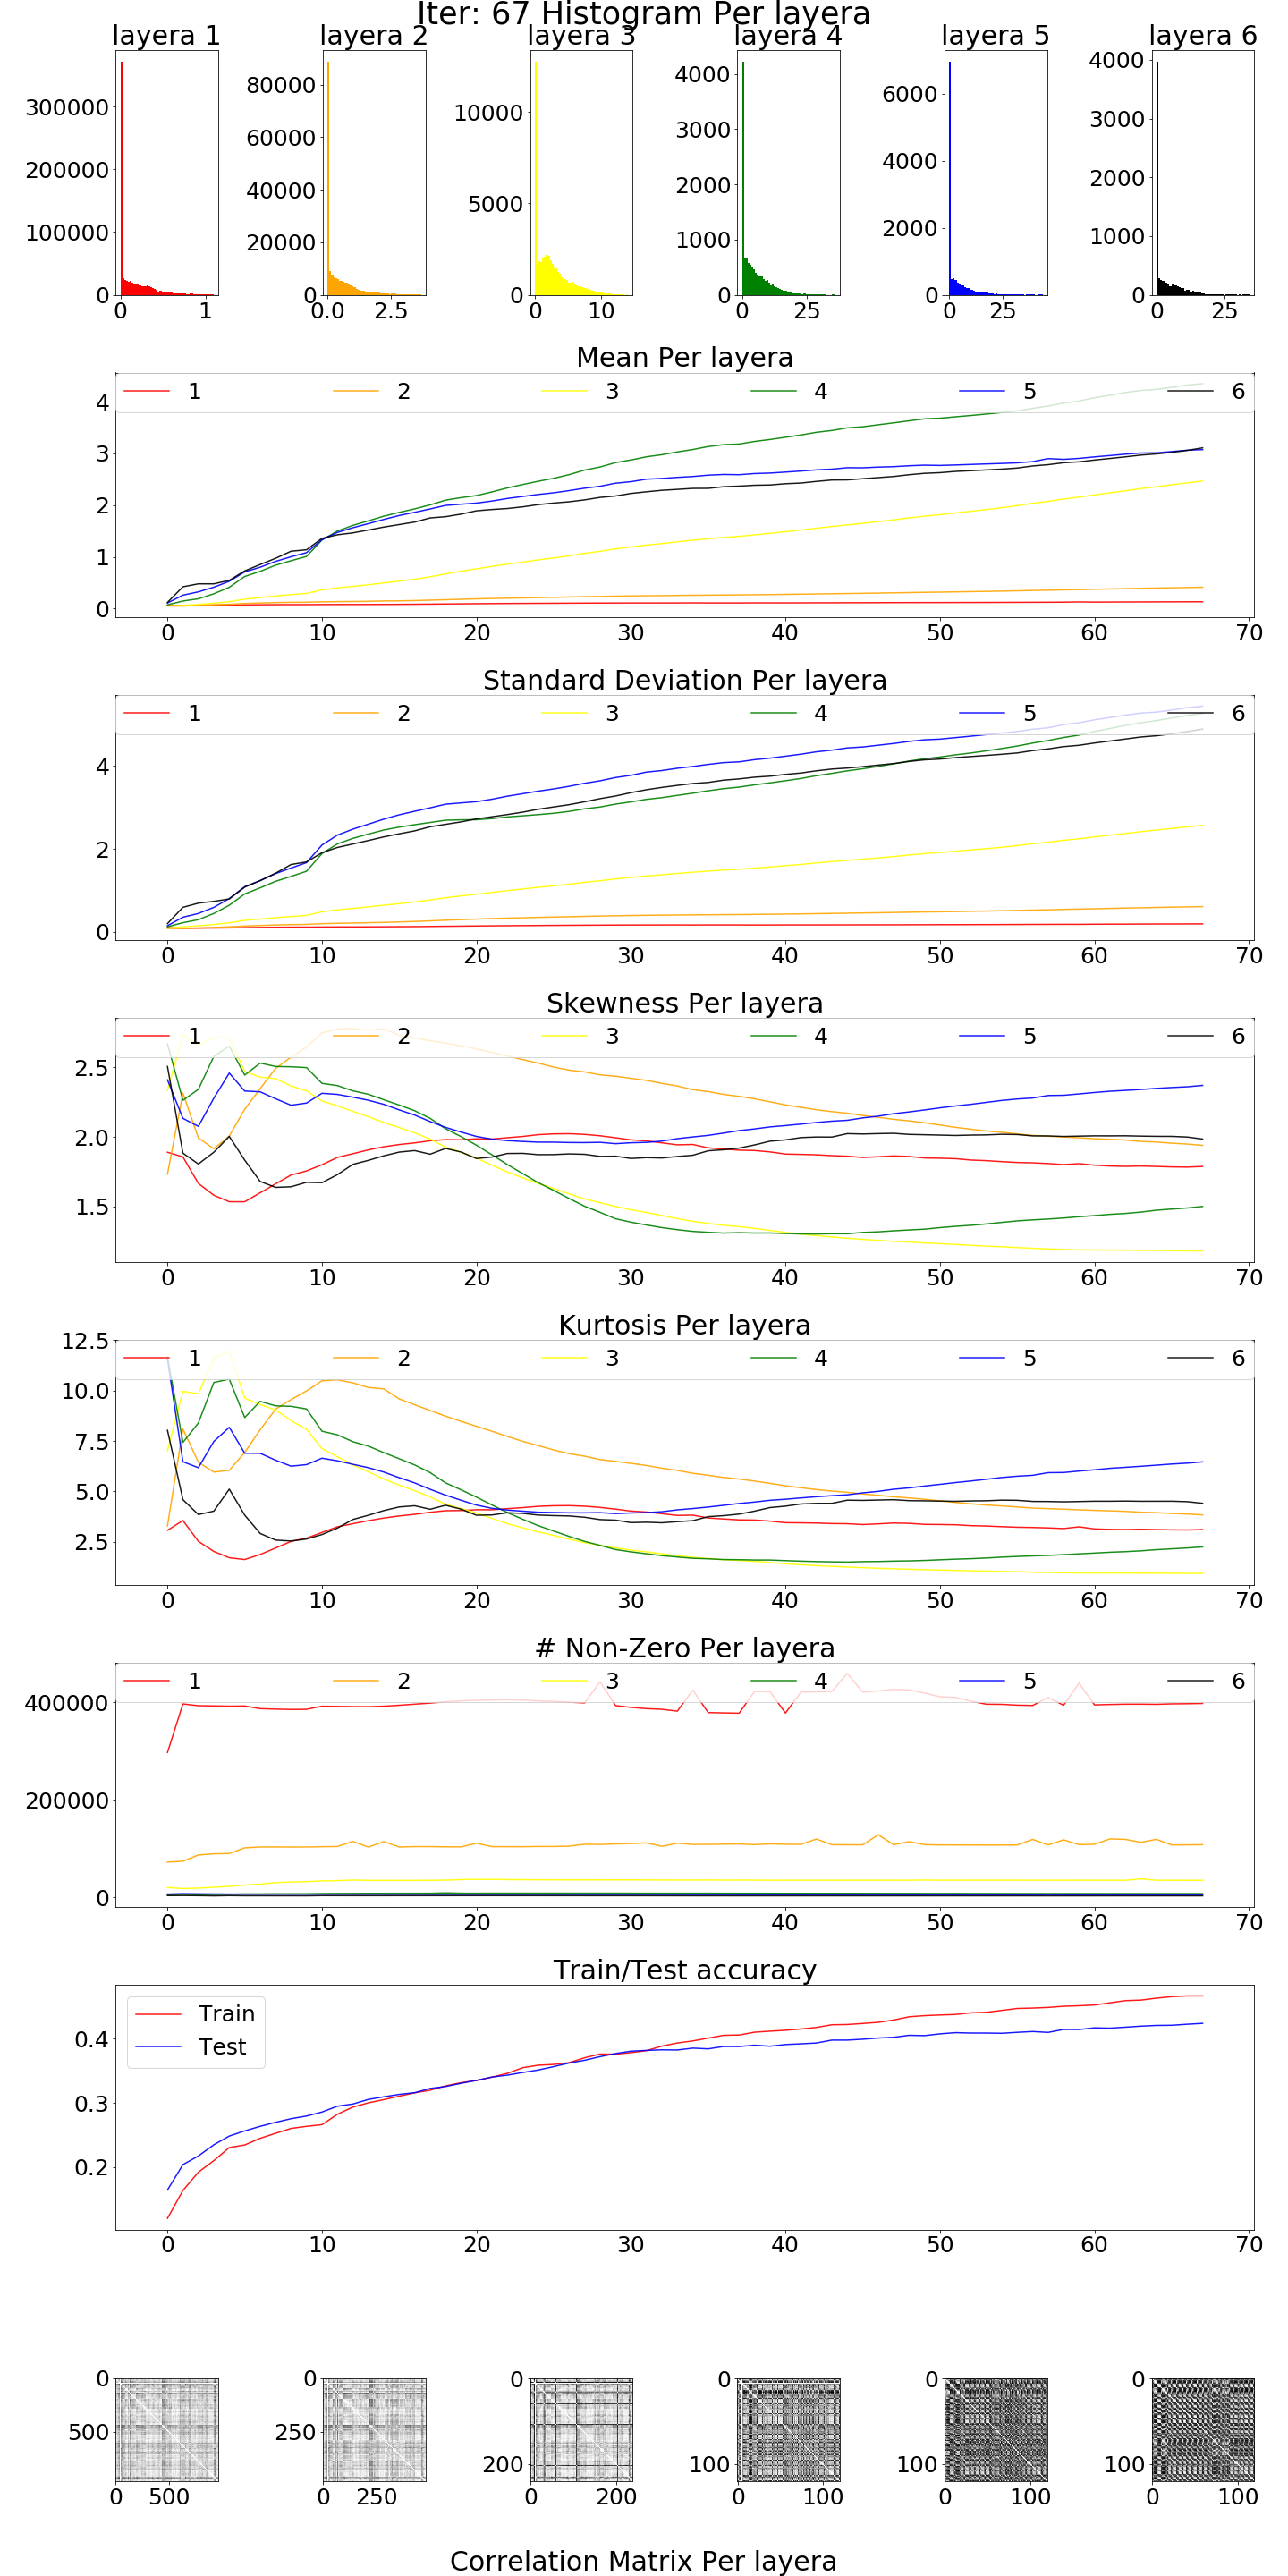 Iter: 67 Histogram Per layera
layera 1 layera 2 layera 3 layera 4 layera 5 layera 6
300000 200000 100000 0
0 1
80000 60000 40000 20000 0
0.0 2.5
10000 5000 0
0 10
4000 3000 2000 1000 0
0 25
6000 4000 2000 0
0 25
4000 3000 2000 1000 0
0 25
Mean Per layera
1 2 3 4 5 6
4
3
2
1
0
0 10 20 30 40 50 60 70
Standard Deviation Per layera
1 2 3 4 5 6
4
2
0
0 10 20 30 40 50 60 70
Skewness Per layera
1 2 3 4 5 6
2.5
2.0
1.5
0 10 20 30 40 50 60 70
Kurtosis Per layera
12.5
1 2 3 4 5 6
10.0
7.5
5.0
2.5
0 10 20 30 40 50 60 70
# Non-Zero Per layera
1 2 3 4 5 6
400000
200000
0
0 10 20 30 40 50 60 70
Train/Test accuracy
Train
Test
0.4
0.3
0.2
0 10 20 30 40 50 60 70
0 500
0 500
0 250
0 250
0 200
0 200
0 100
0 100
0 100
0 100
0 100
0 100
Correlation Matrix Per layera